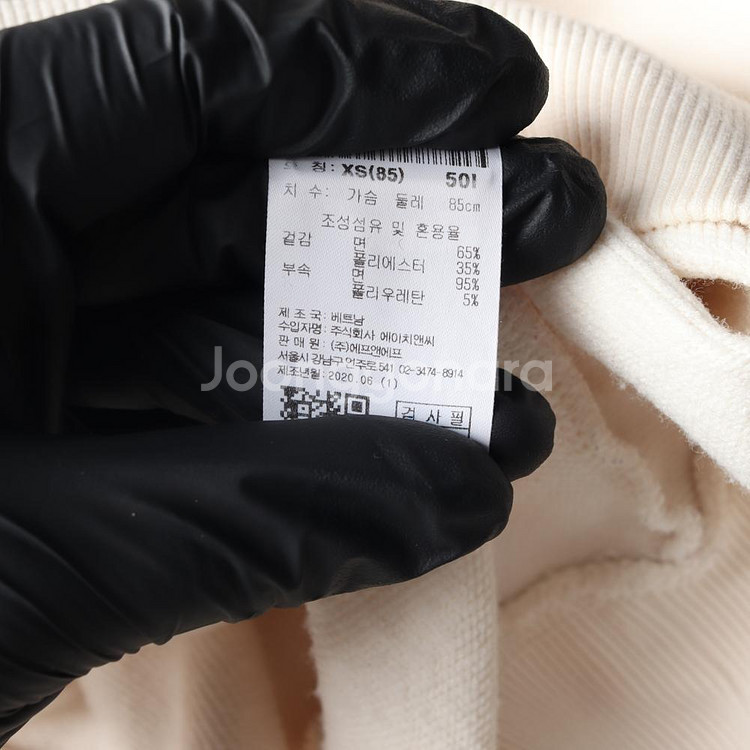 호 칭: XS(85) 50I
치 수: 가슴 둘레 85cm
조성섬유 및 혼용율
겉감 면 65%
폴리에스터 35%
부속 면 95%
폴리우레탄 5%
제 조 국: 베트남
수입자명: 주식회사 에이치앤씨
판 매 원: (주)에프앤에프
서울시 강남구 언주로 541 02-3474-8914
제조년월: 2020.06 (1)
검 사 필